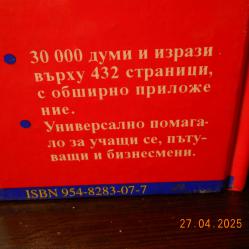 • 30 000 думи и изрази
върху 432 страници,
с обширно приложе
ние.
• Универсално помага-
ло за учащи се, пъту-
ващи и бизнесмени.
ISBN 954-8283-07-7
27.04.2025